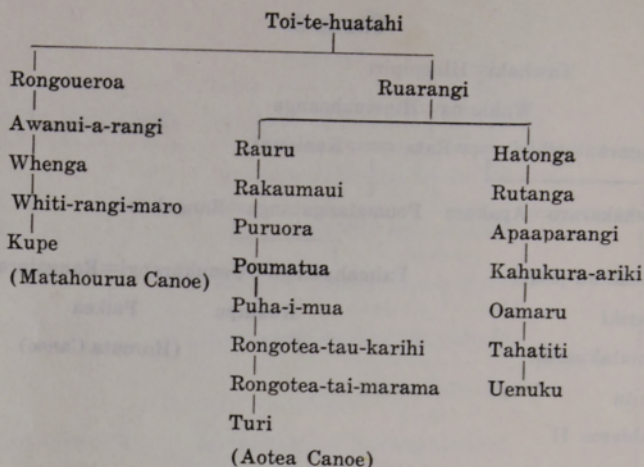 Toi-te-huatahi
Rongoueroa
Ruarangi
Awanui-a-rangi
Whenga
Whiti-rangi-maro
Kupe
(Matahourua Canoe)
Rauru
Rakaumaui
Puruora
Poumatua
Puha-i-mua
Rongotea-tau-karihi
Rongotea-tai-marama
Turi
(Aotea Canoe)
Hatonga
Rutanga
Apaaparangi
Kahukura-ariki
Oamaru
Tahatiti
Uenuku